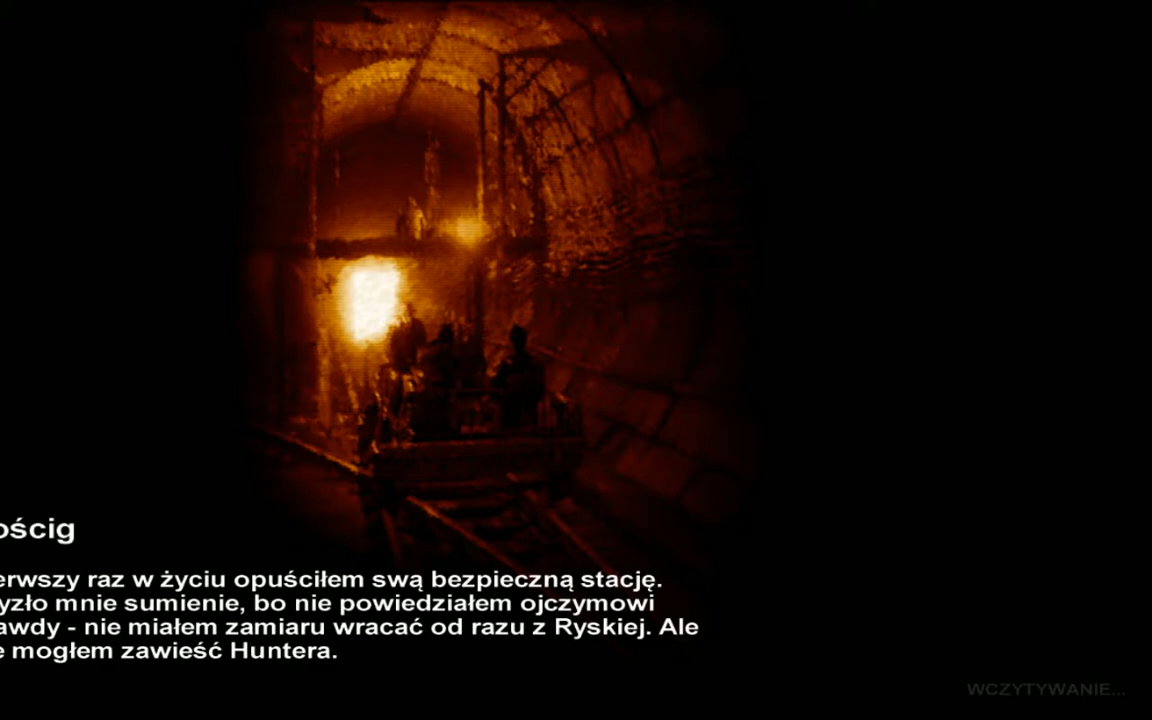 ościg
erwszy raz w życiu opuściłem swą bezpieczną stację.
yzło mnie sumienie, bo nie powiedziałem ojczymowi
awdy - nie miałem zamiaru wracać od razu z Ryskiej. Ale
e mogłem zawieść Huntera.
WCZYTYWANIE...